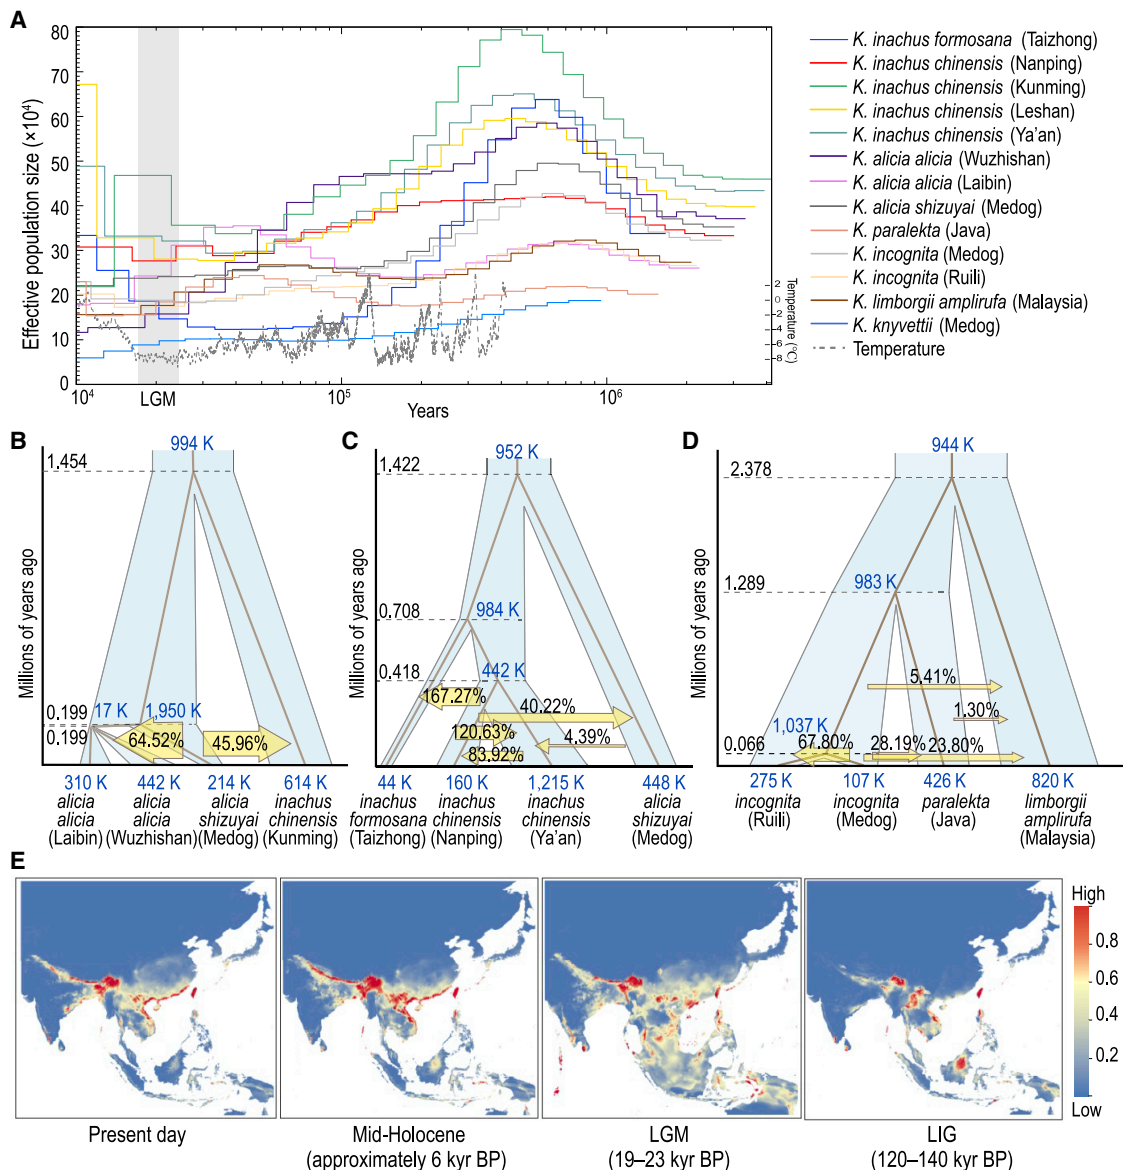 A
80
70
60
50
40
30
20
10
0
Effective population size (×10⁴)
10⁴
LGM
10⁵
10⁶
Years
2
0
-2
-4
-6
-8
Temperature (°C)
K. inachus formosana (Taizhong)
K. inachus chinensis (Nanping)
K. inachus chinensis (Kunming)
K. inachus chinensis (Leshan)
K. inachus chinensis (Ya'an)
K. alicia alicia (Wuzhishan)
K. alicia alicia (Laibin)
K. alicia shizuyai (Medog)
K. paralekta (Java)
K. incognita (Medog)
K. incognita (Ruili)
K. limborgii amplirufa (Malaysia)
K. knyvettii (Medog)
Temperature
B
994 K
1.454
Millions of years ago
0.199
17 K
1,950 K
0.199
64.52%
45.96%
310 K
442 K
214 K
614 K
alicia
alicia
(Laibin)
alicia
alicia
(Wuzhishan)
alicia
shizuyai
(Medog)
inachus
chinensis
(Kunming)
C
952 K
1.422
Millions of years ago
0.708
984 K
0.418
442 K
167.27%
40.22%
120.63%
4.39%
83.92%
44 K
160 K
1,215 K
448 K
inachus
formosana
(Taizhong)
inachus
chinensis
(Nanping)
inachus
chinensis
(Ya'an)
alicia
shizuyai
(Medog)
D
944 K
2.378
Millions of years ago
1.289
983 K
5.41%
1.30%
1,037 K
0.066
67.80%
28.19%
23.80%
275 K
107 K
426 K
820 K
incognita
(Ruili)
incognita
(Medog)
paralekta
(Java)
limborgii
amplirufa
(Malaysia)
E
Present day
Mid-Holocene
(approximately 6 kyr BP)
LGM
(19–23 kyr BP)
LIG
(120–140 kyr BP)
High
0.8
0.6
0.4
0.2
Low